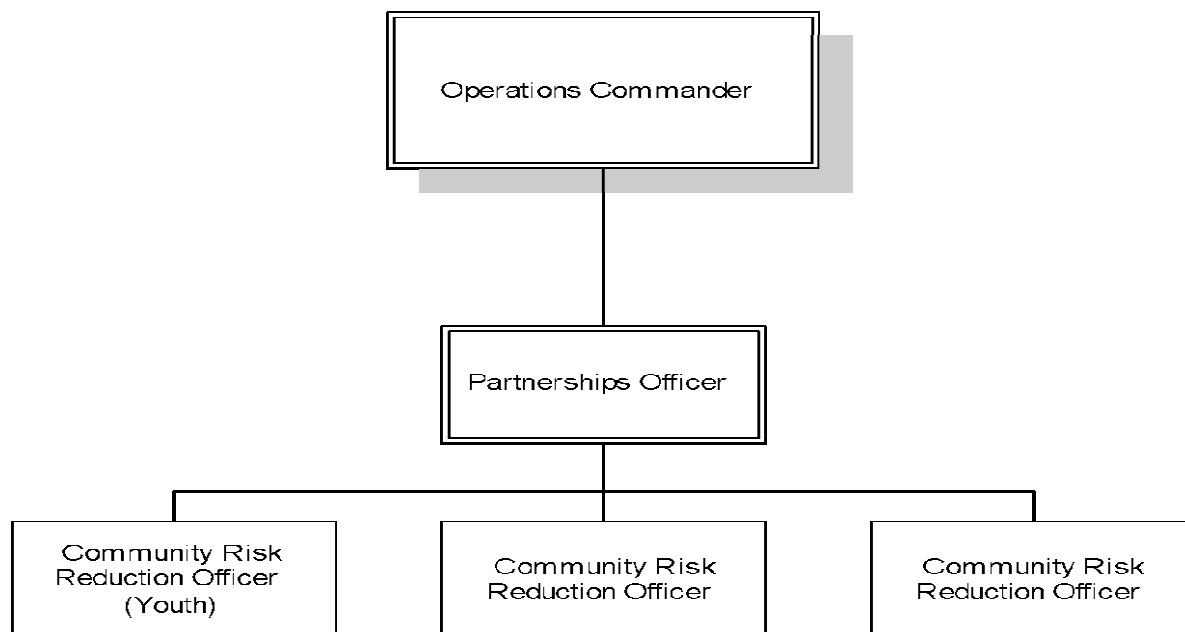 Operations Commander
Partnerships Officer
Community Risk
Reduction Officer
(Youth)
Community Risk
Reduction Officer
Community Risk
Reduction Officer